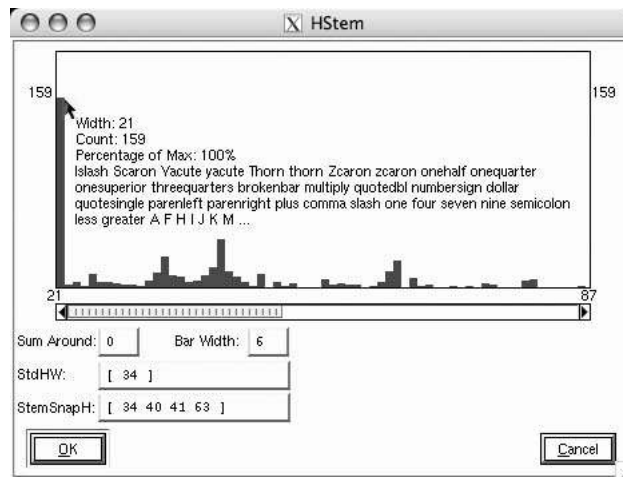 X HStem
159
159
Width: 21
Count: 159
Percentage of Max: 100%
Islash Scaron Yacute yacute Thorn thorn Zcaron zcaron onehalf onequarter
onesuperior threequarters brokenbar multiply quotedbl numbersign dollar
quotesingle parenleft parenright plus comma slash one four seven nine semicolon
less greater A F H I J K M ...
21
87
Sum Around: 0 Bar Width: 6
StdHW: [ 34 ]
StemSnapH: [ 34 40 41 63 ]
OK Cancel